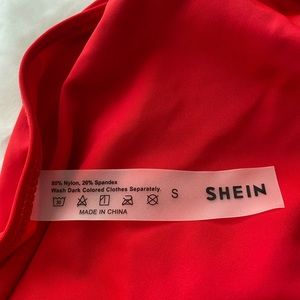 80% Nylon, 20% Spandex
Wash Dark Colored Clothes Separately.
S SHEIN
MADE IN CHINA